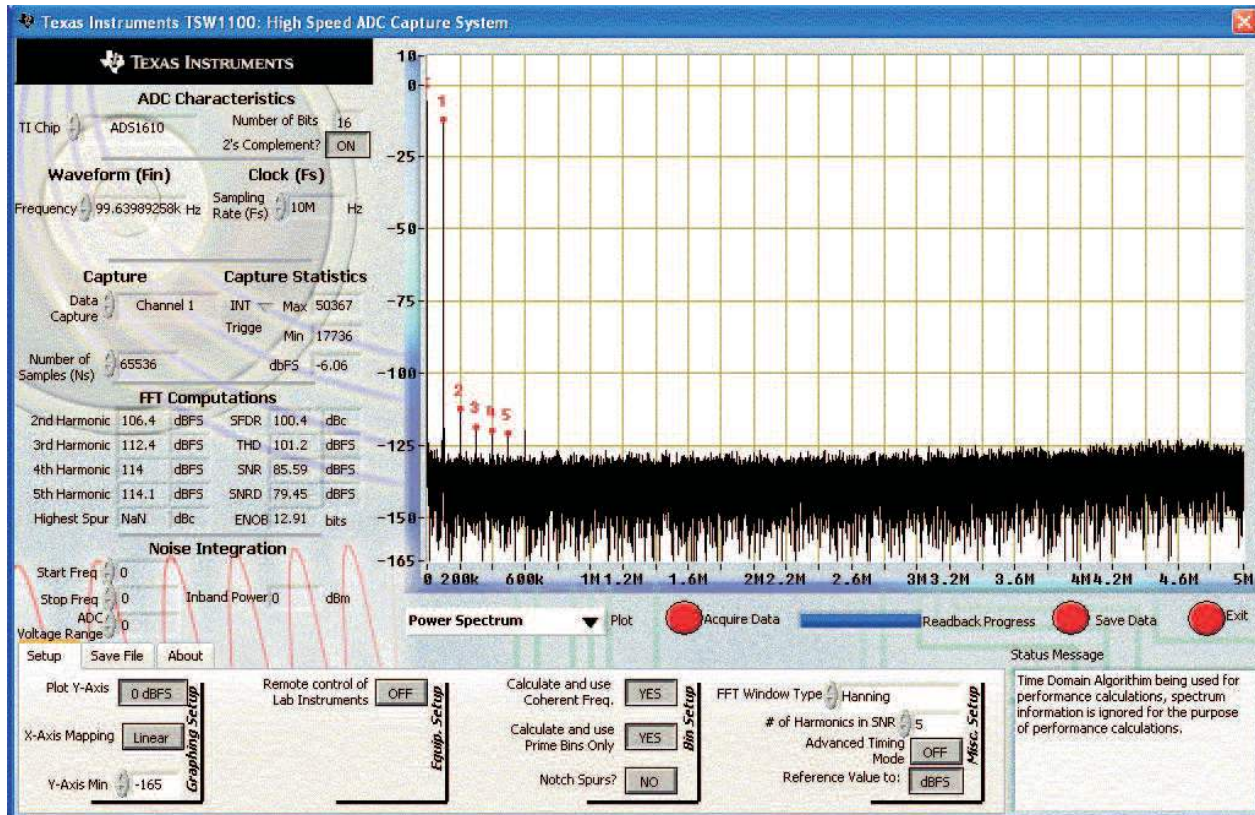 Texas Instruments TSW1100: High Speed ADC Capture System
TEXAS INSTRUMENTS
ADC Characteristics
TI Chip ADS1610 Number of Bits 16
2's Complement? ON
Waveform (Fin) Clock (Fs)
Frequency 99.63989258k Hz Sampling Rate (Fs) 10M Hz
Capture Capture Statistics
Data Capture Channel 1 INT Max 50367
Trigge Min 17736
Number of Samples (Ns) 65536 dbFS -6.06
FFT Computations
2nd Harmonic 106.4 dBFS SFDR 100.4 dBc
3rd Harmonic 112.4 dBFS THD 101.2 dBFS
4th Harmonic 114 dBFS SNR 85.59 dBFS
5th Harmonic 114.1 dBFS SNRD 79.45 dBFS
Highest Spur NaN dBc ENOB 12.91 bits
Noise Integration
Start Freq 0
Stop Freq 0 Inband Power 0 dBm
ADC Voltage Range 0
10
0
-25
-50
-75
-100
-125
-150
-165
1
2 3 4 5
0 200k 600k 1M 1.2M 1.6M 2M 2.2M 2.6M 3M 3.2M 3.6M 4M 4.2M 4.6M 5M
Power Spectrum Plot Acquire Data Readback Progress Save Data Exit
Setup Save File About
Plot Y-Axis 0 dBFS
X-Axis Mapping Linear
Y-Axis Min -165
Graphing Setup
Remote control of Lab Instruments OFF
Equip. Setup
Calculate and use Coherent Freq. YES
Calculate and use Prime Bins Only YES
Notch Spurs? NO
Bin Setup
FFT Window Type Hanning
# of Harmonics in SNR 5
Advanced Timing Mode OFF
Reference Value to: dBFS
Misc. Setup
Status Message
Time Domain Algorithim being used for
performance calculations, spectrum
information is ignored for the purpose
of performance calculations.